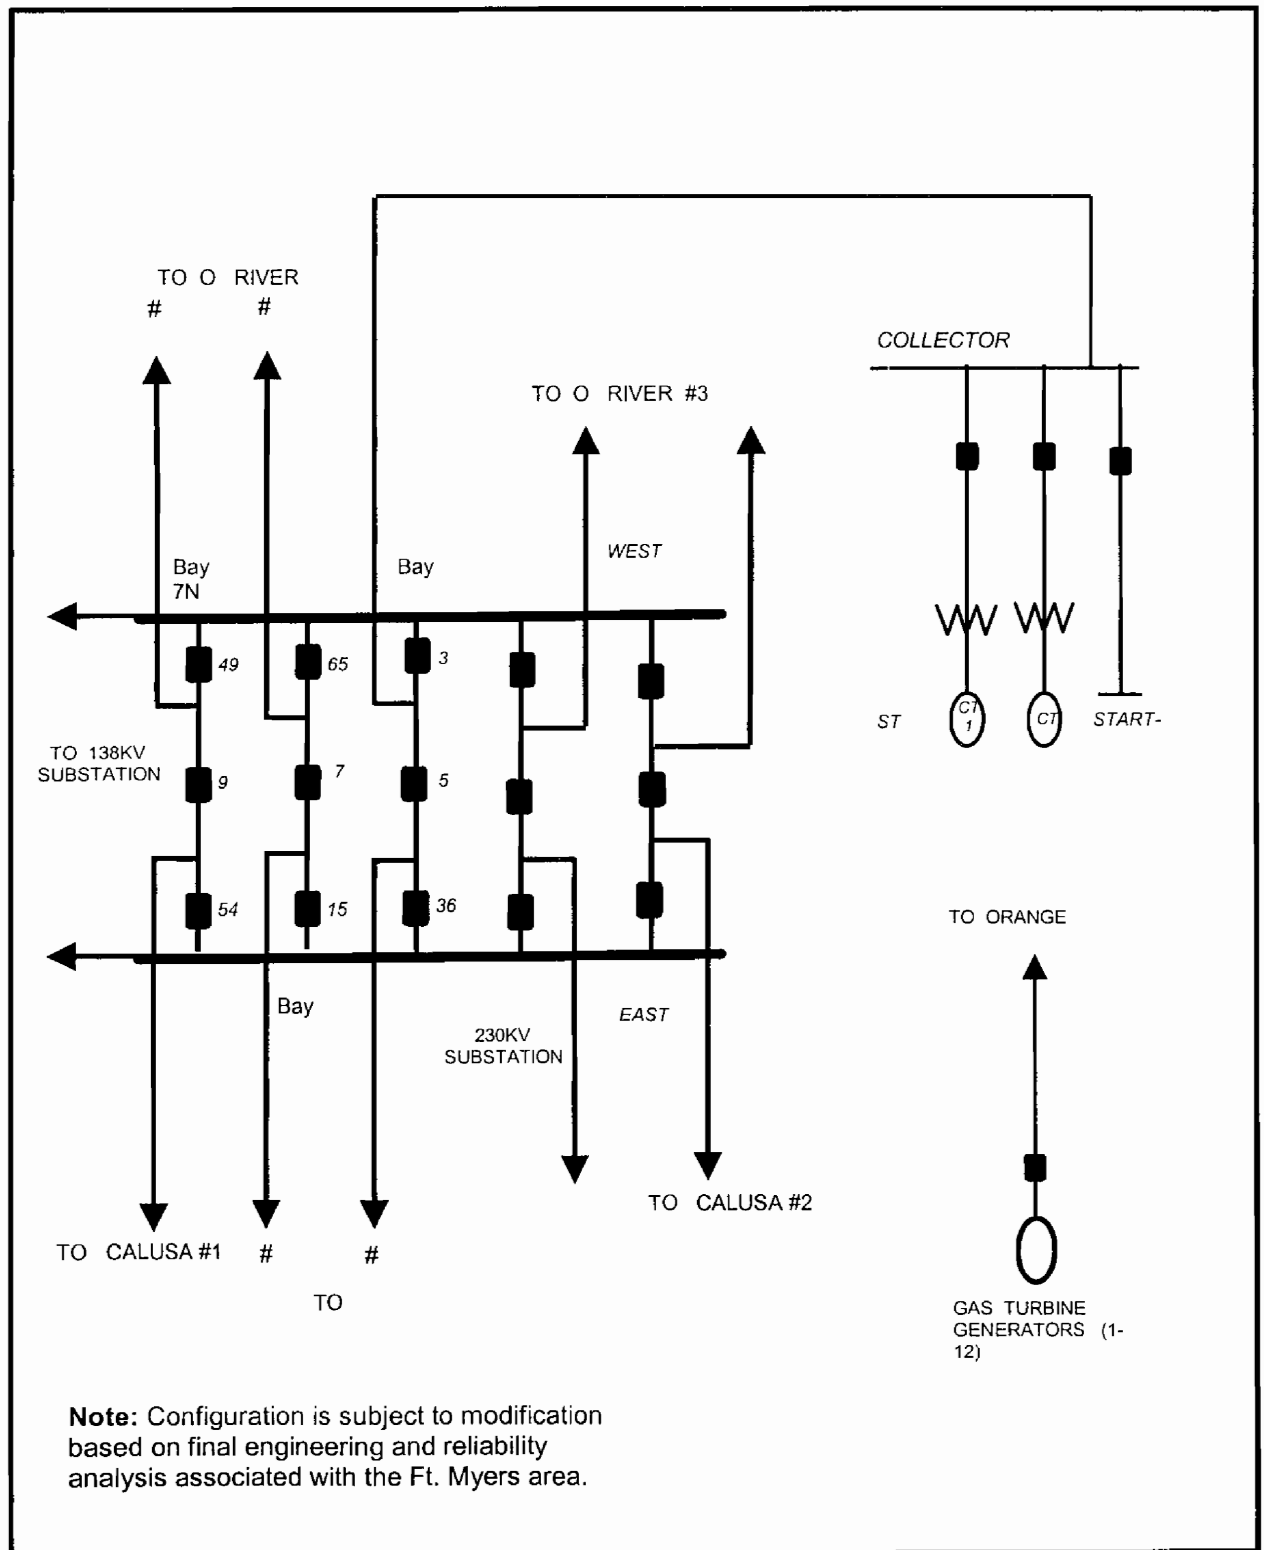 TO O RIVER
# #
COLLECTOR
TO O RIVER #3
WEST
Bay
7N
Bay
49
65
3
ST
CT
1
CT
START-
TO 138KV
SUBSTATION
9
7
5
54
15
36
TO ORANGE
Bay
EAST
230KV
SUBSTATION
TO CALUSA #2
TO CALUSA #1
#
#
TO
GAS TURBINE
GENERATORS (1-
12)
Note: Configuration is subject to modification
based on final engineering and reliability
analysis associated with the Ft. Myers area.